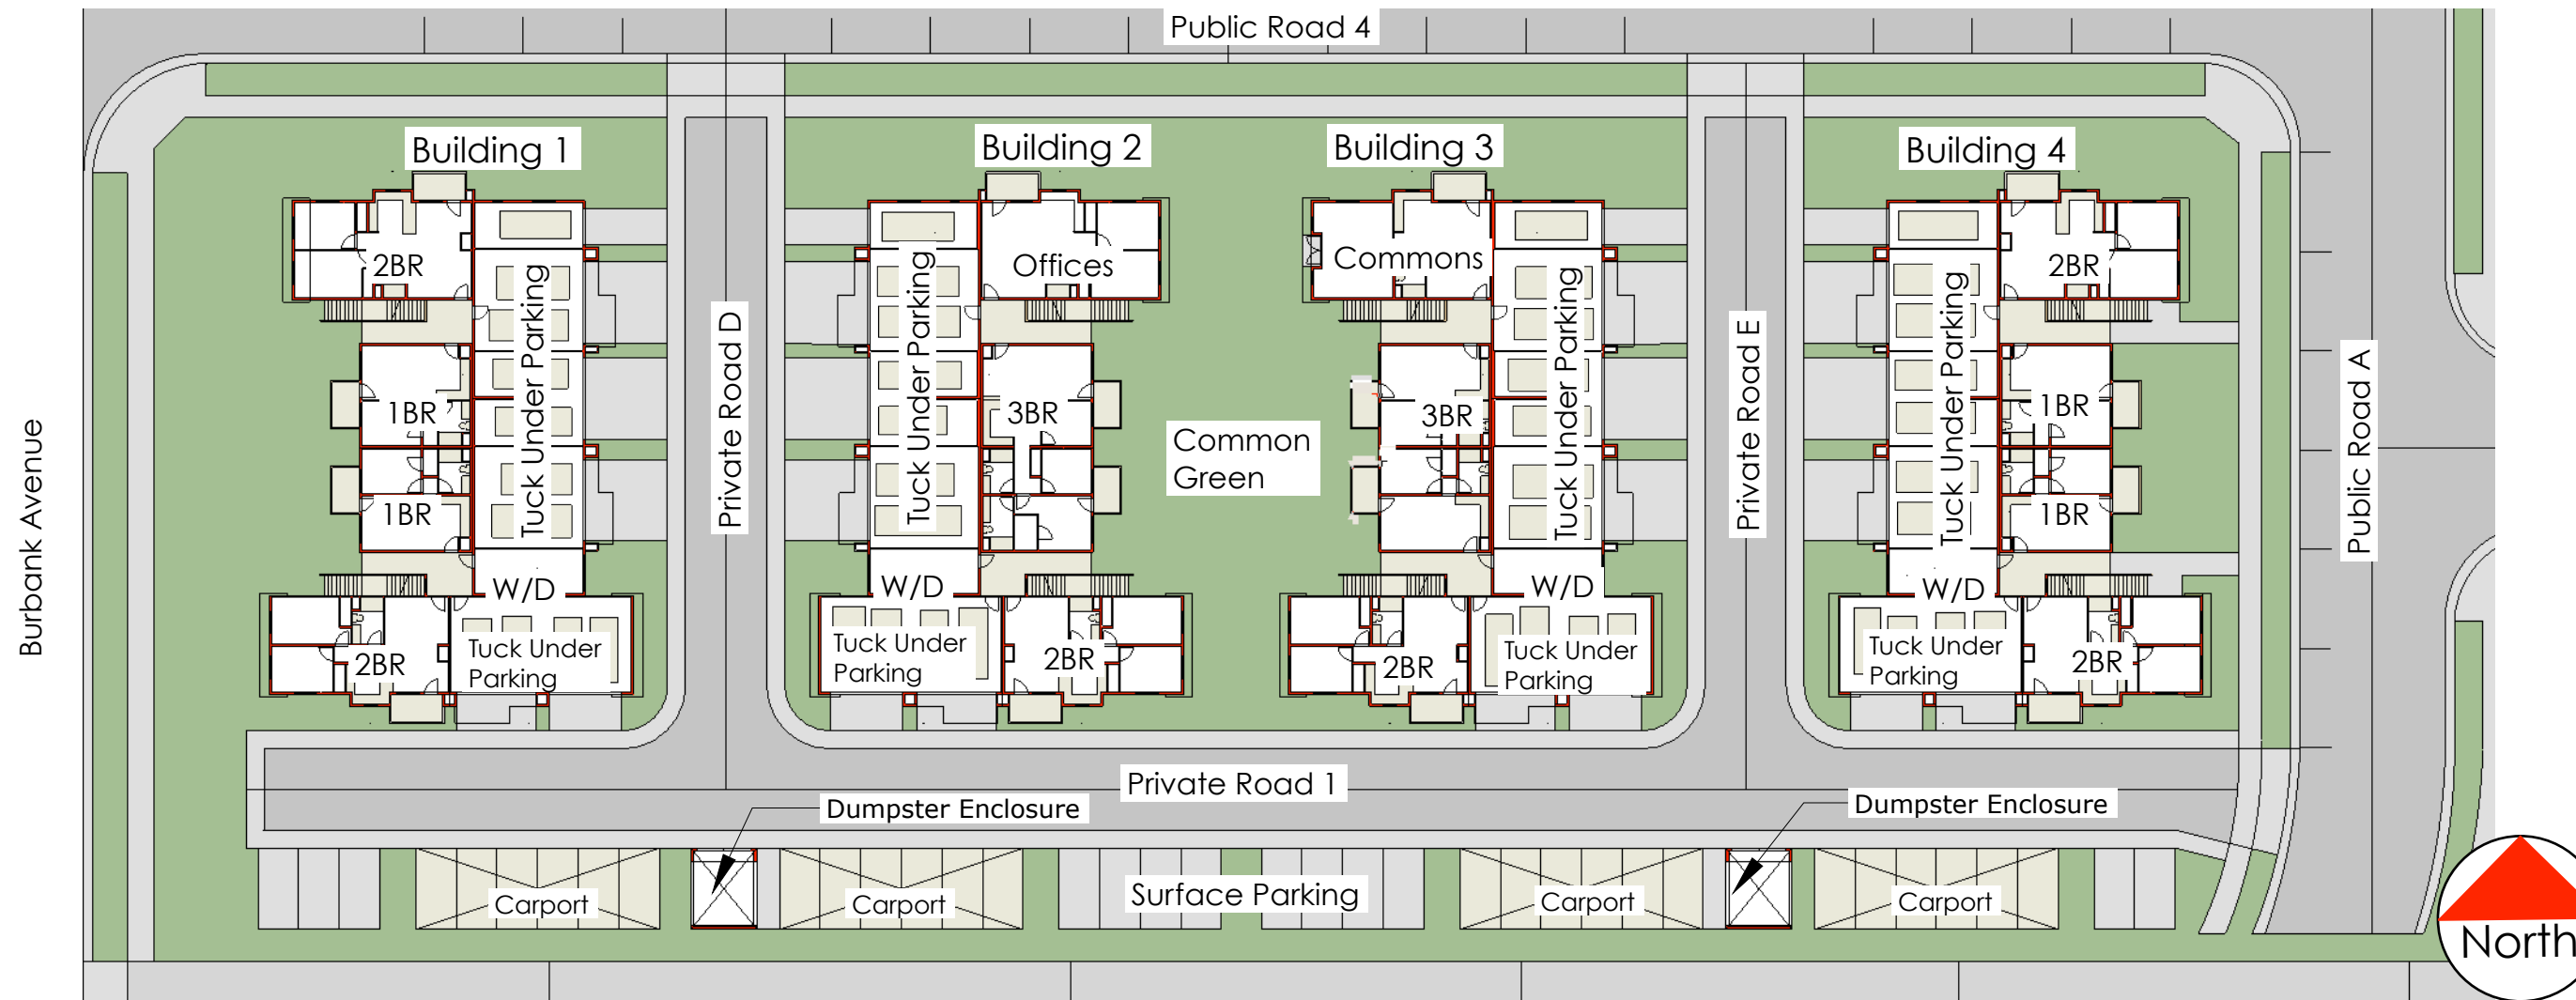 Public Road 4
Building 1
Building 2
Building 3
Building 4
2BR
Tuck Under Parking
Tuck Under Parking
Offices
Commons
Tuck Under Parking
Tuck Under Parking
2BR
1BR
3BR
3BR
1BR
1BR
1BR
Burbank Avenue
Private Road D
Common
Green
Private Road E
Public Road A
W/D
W/D
W/D
W/D
2BR
Tuck Under
Parking
Tuck Under
Parking
2BR
2BR
Tuck Under
Parking
Tuck Under
Parking
2BR
Private Road 1
Dumpster Enclosure
Dumpster Enclosure
Carport
Carport
Surface Parking
Carport
Carport
North